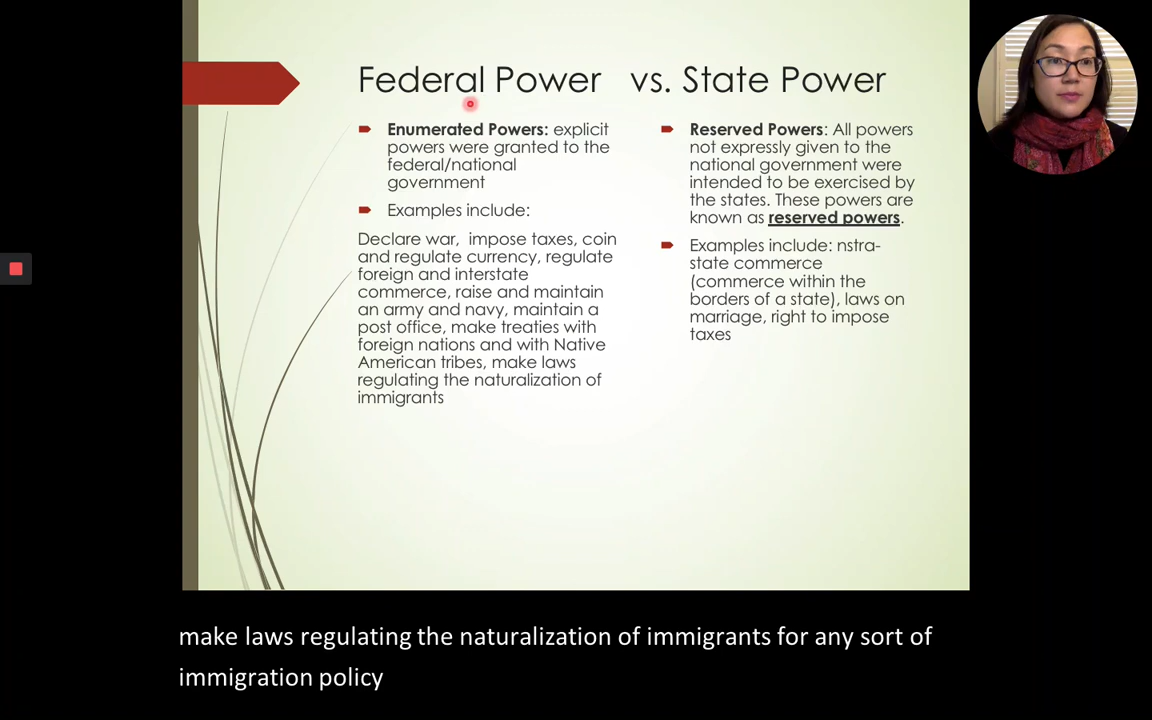 Federal Power vs. State Power
Enumerated Powers: explicit
powers were granted to the
federal/national
government
Examples include:
Declare war, impose taxes, coin
and regulate currency, regulate
foreign and interstate
commerce, raise and maintain
an army and navy, maintain a
post office, make treaties with
foreign nations and with Native
American tribes, make laws
regulating the naturalization of
immigrants
Reserved Powers: All powers
not expressly given to the
national government were
intended to be exercised by
the states. These powers are
known as reserved powers.
Examples include: nstra-
state commerce
(commerce within the
borders of a state), laws on
marriage, right to impose
taxes
make laws regulating the naturalization of immigrants for any sort of
immigration policy